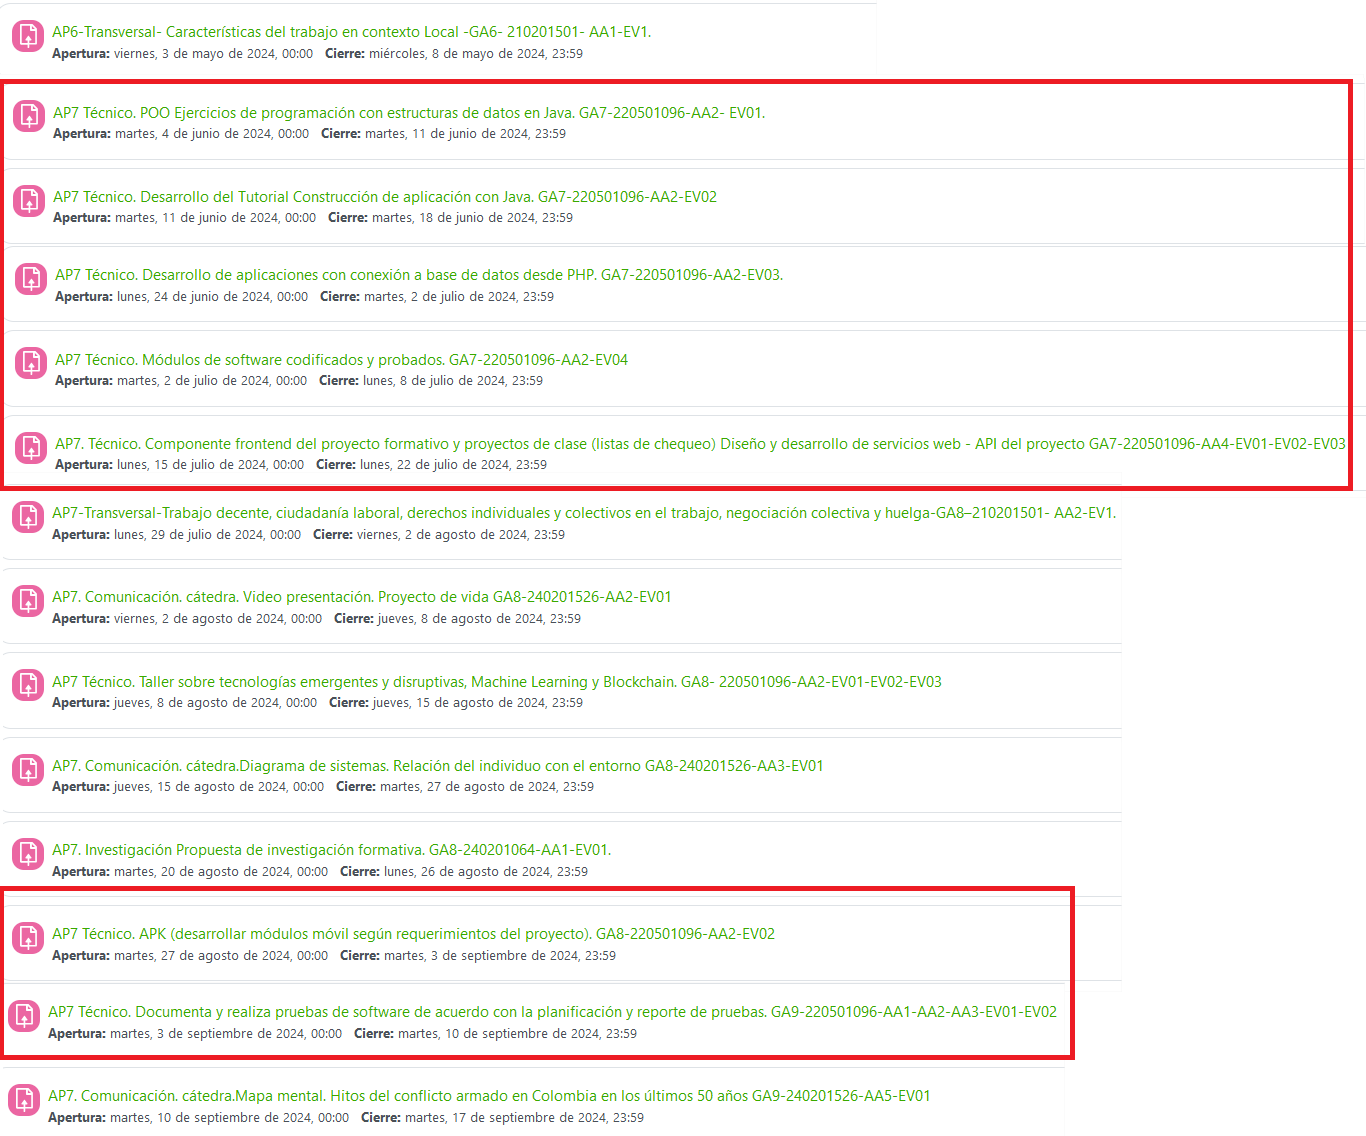 AP6-Transversal- Características del trabajo en contexto Local -GA6- 210201501- AA1-EV1.
Apertura: viernes, 3 de mayo de 2024, 00:00 Cierre: miércoles, 8 de mayo de 2024, 23:59
AP7 Técnico. POO Ejercicios de programación con estructuras de datos en Java. GA7-220501096-AA2- EV01.
Apertura: martes, 4 de junio de 2024, 00:00 Cierre: martes, 11 de junio de 2024, 23:59
AP7 Técnico. Desarrollo del Tutorial Construcción de aplicación con Java. GA7-220501096-AA2-EV02
Apertura: martes, 11 de junio de 2024, 00:00 Cierre: martes, 18 de junio de 2024, 23:59
AP7 Técnico. Desarrollo de aplicaciones con conexión a base de datos desde PHP. GA7-220501096-AA2-EV03.
Apertura: lunes, 24 de junio de 2024, 00:00 Cierre: martes, 2 de julio de 2024, 23:59
AP7 Técnico. Módulos de software codificados y probados. GA7-220501096-AA2-EV04
Apertura: martes, 2 de julio de 2024, 00:00 Cierre: lunes, 8 de julio de 2024, 23:59
AP7. Técnico. Componente frontend del proyecto formativo y proyectos de clase (listas de chequeo) Diseño y desarrollo de servicios web - API del proyecto GA7-220501096-AA4-EV01-EV02-EV03
Apertura: lunes, 15 de julio de 2024, 00:00 Cierre: lunes, 22 de julio de 2024, 23:59
AP7-Transversal-Trabajo decente, ciudadanía laboral, derechos individuales y colectivos en el trabajo, negociación colectiva y huelga-GA8–210201501- AA2-EV1.
Apertura: lunes, 29 de julio de 2024, 00:00 Cierre: viernes, 2 de agosto de 2024, 23:59
AP7. Comunicación. cátedra. Video presentación. Proyecto de vida GA8-240201526-AA2-EV01
Apertura: viernes, 2 de agosto de 2024, 00:00 Cierre: jueves, 8 de agosto de 2024, 23:59
AP7 Técnico. Taller sobre tecnologías emergentes y disruptivas, Machine Learning y Blockchain. GA8- 220501096-AA2-EV01-EV02-EV03
Apertura: jueves, 8 de agosto de 2024, 00:00 Cierre: jueves, 15 de agosto de 2024, 23:59
AP7. Comunicación. cátedra.Diagrama de sistemas. Relación del individuo con el entorno GA8-240201526-AA3-EV01
Apertura: jueves, 15 de agosto de 2024, 00:00 Cierre: martes, 27 de agosto de 2024, 23:59
AP7. Investigación Propuesta de investigación formativa. GA8-240201064-AA1-EV01.
Apertura: martes, 20 de agosto de 2024, 00:00 Cierre: lunes, 26 de agosto de 2024, 23:59
AP7 Técnico. APK (desarrollar módulos móvil según requerimientos del proyecto). GA8-220501096-AA2-EV02
Apertura: martes, 27 de agosto de 2024, 00:00 Cierre: martes, 3 de septiembre de 2024, 23:59
AP7 Técnico. Documenta y realiza pruebas de software de acuerdo con la planificación y reporte de pruebas. GA9-220501096-AA1-AA2-AA3-EV01-EV02
Apertura: martes, 3 de septiembre de 2024, 00:00 Cierre: martes, 10 de septiembre de 2024, 23:59
AP7. Comunicación. cátedra.Mapa mental. Hitos del conflicto armado en Colombia en los últimos 50 años GA9-240201526-AA5-EV01
Apertura: martes, 10 de septiembre de 2024, 00:00 Cierre: martes, 17 de septiembre de 2024, 23:59